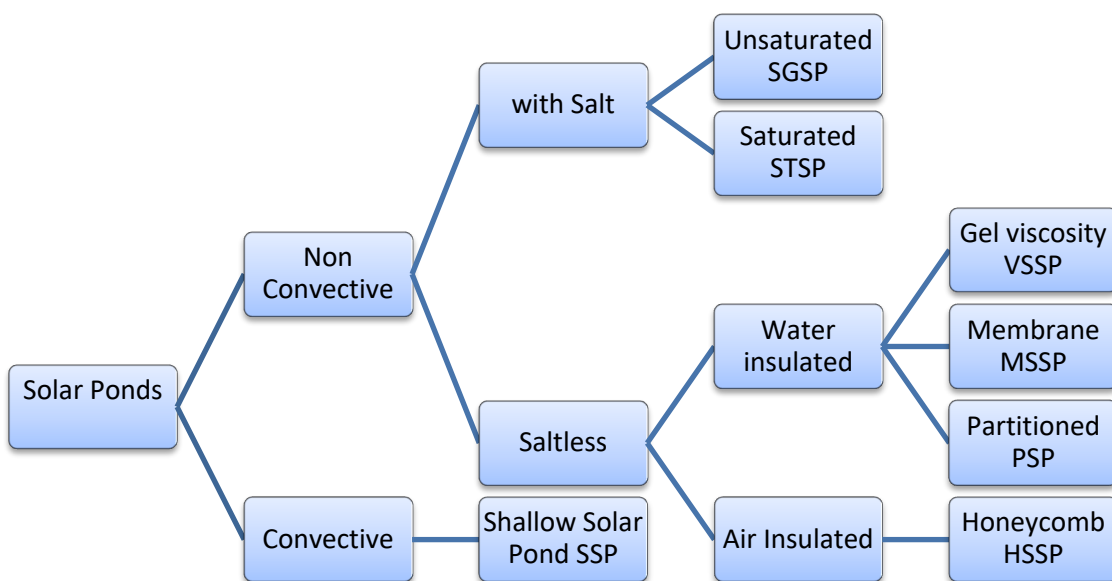 Unsaturated
SGSP
with Salt
Saturated
STSP
Non
Convective
Gel viscosity
VSSP
Water
insulated
Membrane
MSSP
Solar Ponds
Saltless
Partitioned
PSP
Convective
Shallow Solar
Pond SSP
Air Insulated
Honeycomb
HSSP